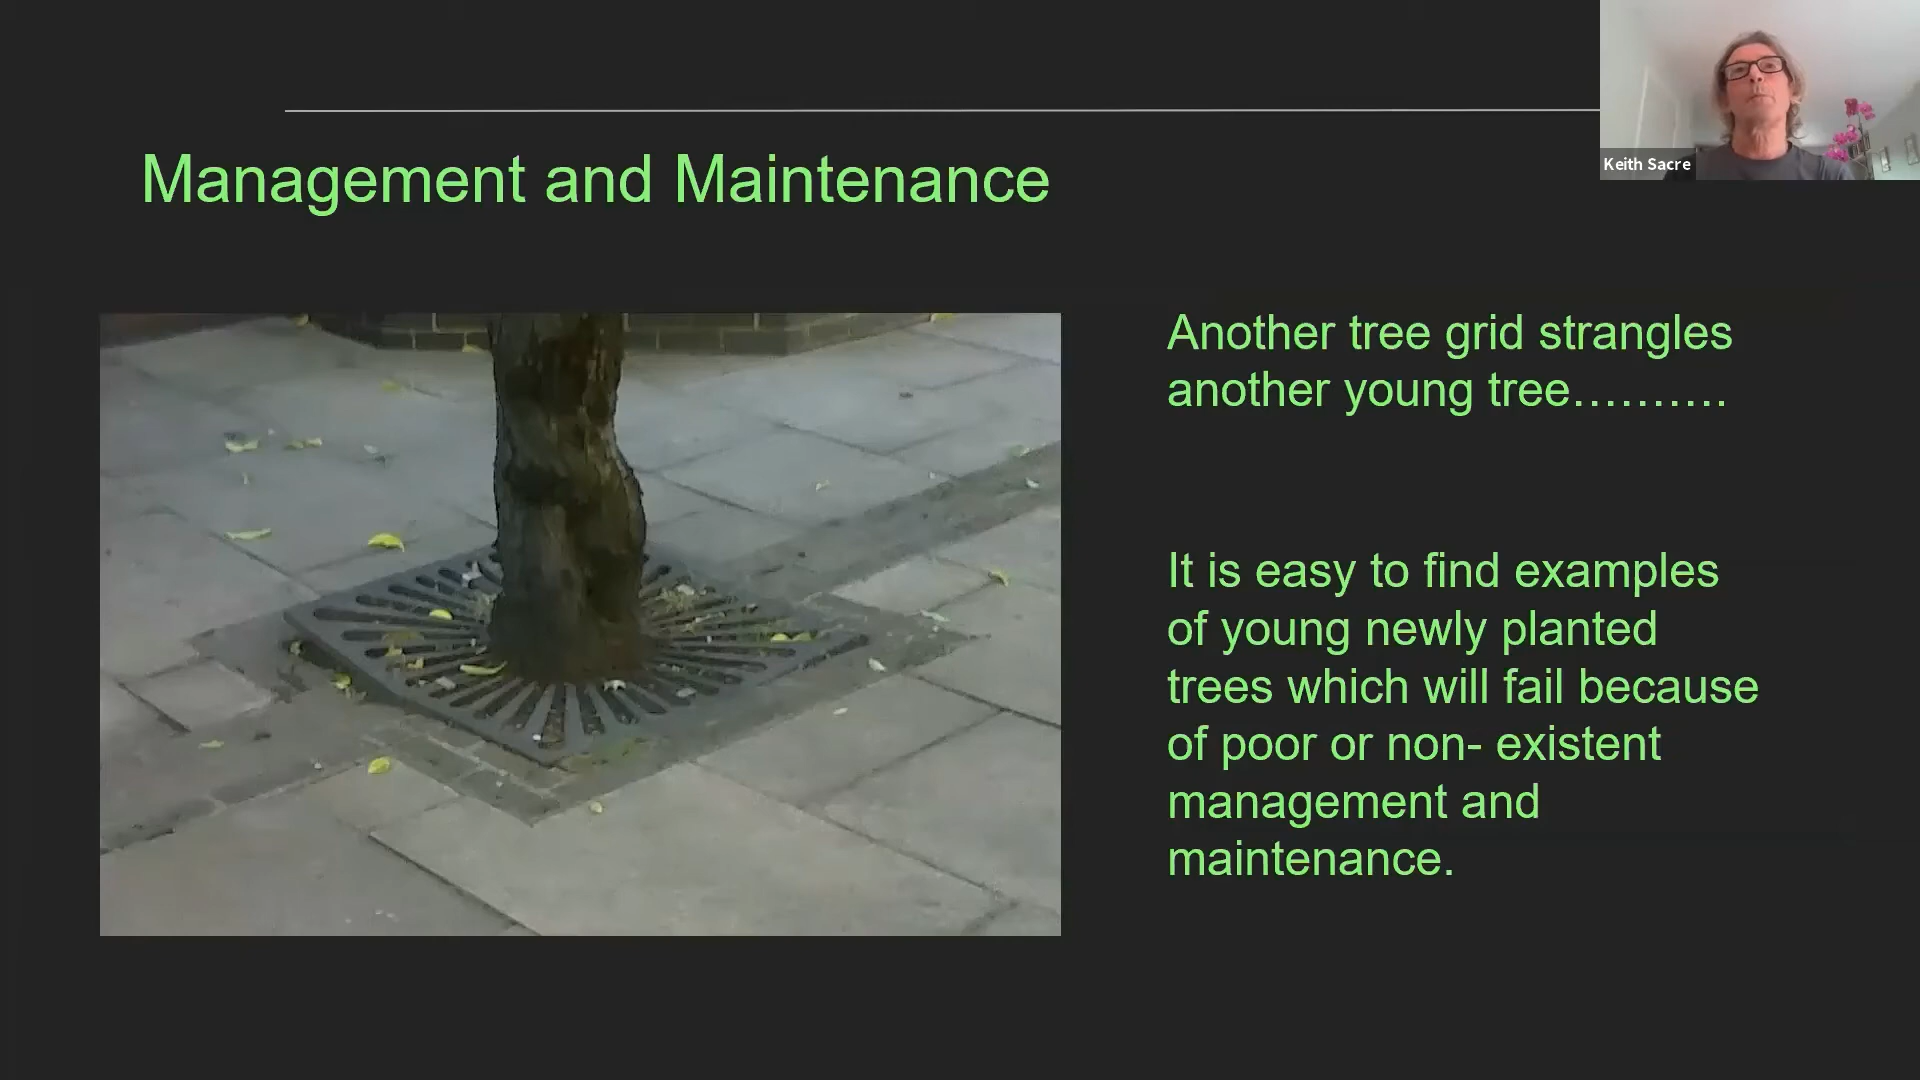 Keith Sacre
Management and Maintenance
Another tree grid strangles
another young tree……….
It is easy to find examples
of young newly planted
trees which will fail because
of poor or non- existent
management and
maintenance.